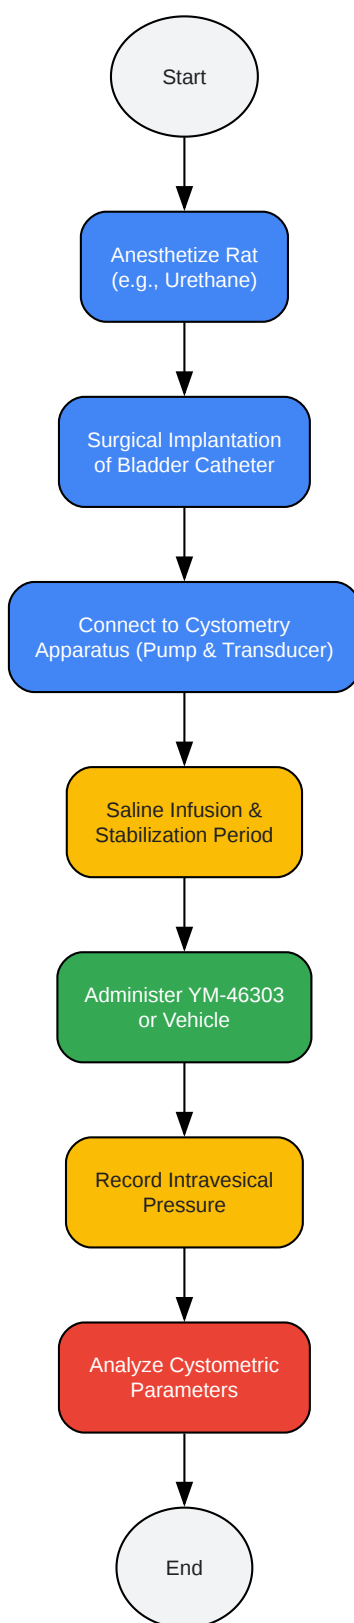 Start
Anesthetize Rat
(e.g., Urethane)
Surgical Implantation
of Bladder Catheter
Connect to Cystometry
Apparatus (Pump & Transducer)
Saline Infusion &
Stabilization Period
Administer YM-46303
or Vehicle
Record Intravesical
Pressure
Analyze Cystometric
Parameters
End